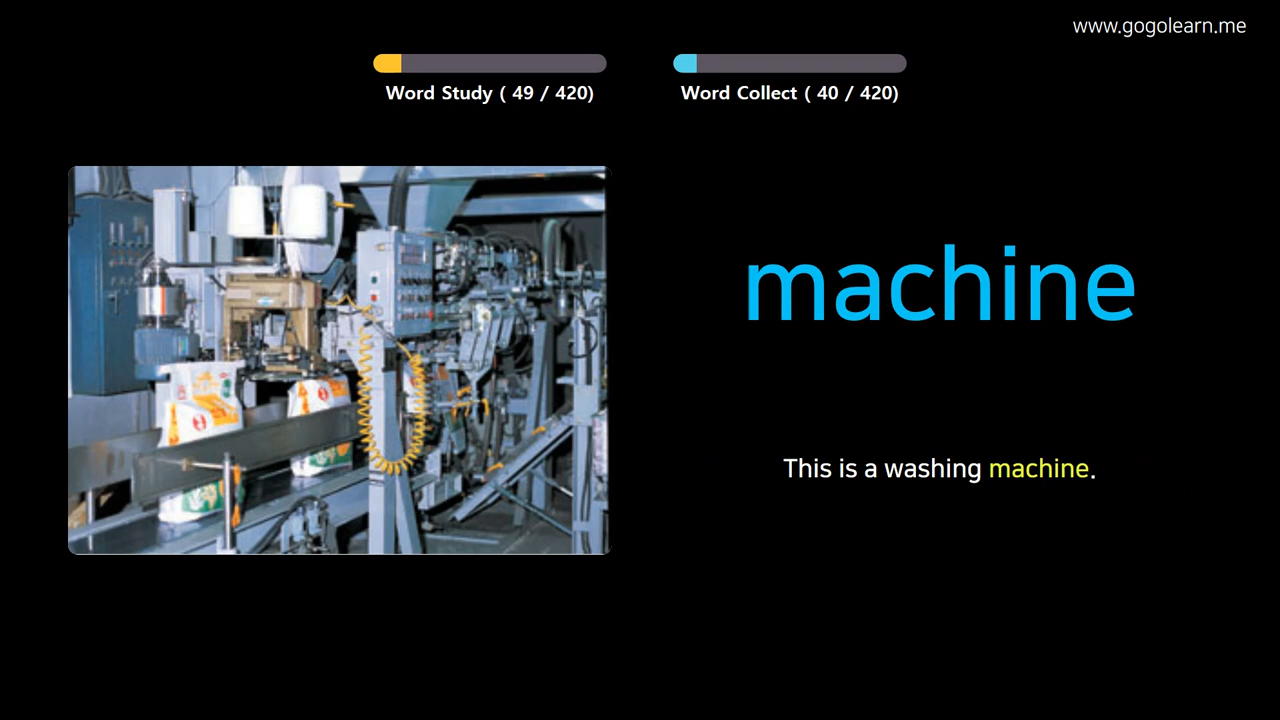 www.gogolearn.me
Word Study ( 49 / 420)
Word Collect ( 40 / 420)
machine
This is a washing machine.